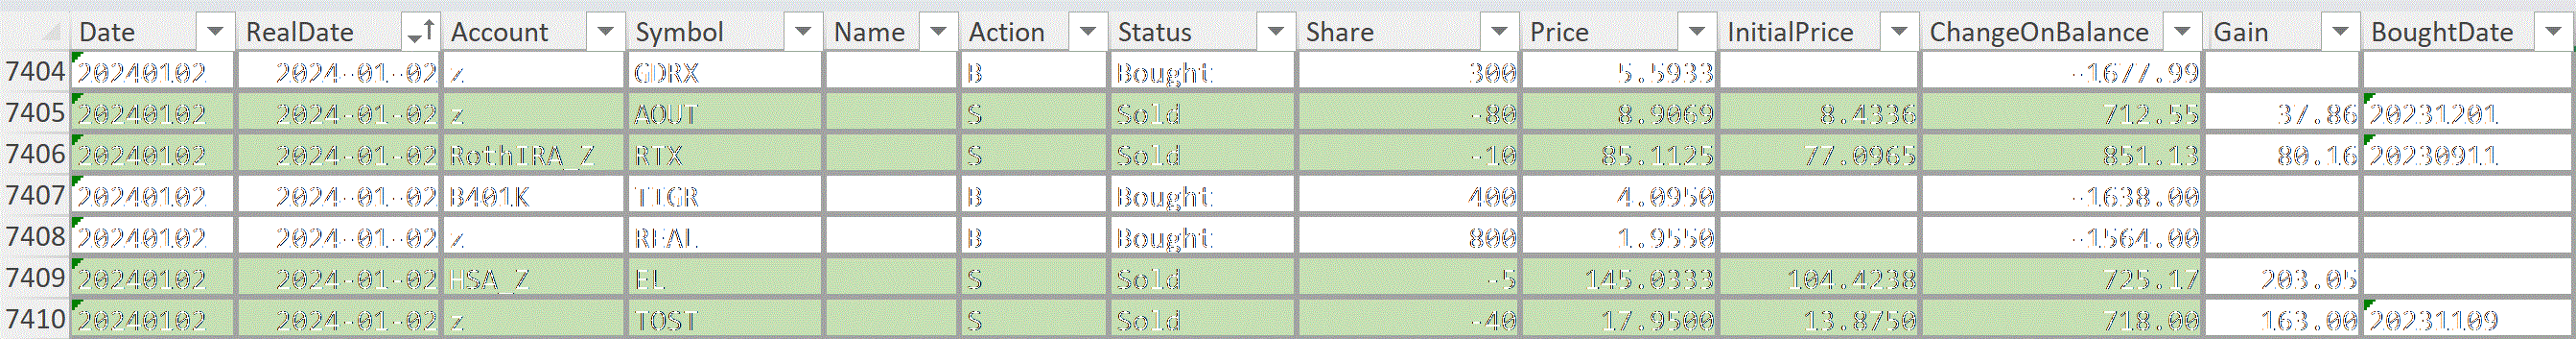 Date RealDate Account Symbol Name Action Status Share Price InitialPrice ChangeOnBalance Gain BoughtDate
7404 20240102 2024-01-02 z GDRX B Bought 300 5.5933 -1677.99
7405 20240102 2024-01-02 z AOUT S Sold -80 8.9069 8.4336 712.55 37.86 20231201
7406 20240102 2024-01-02 RothIRA_Z RTX S Sold -10 85.1125 77.0965 851.13 80.16 20230911
7407 20240102 2024-01-02 B401K TIGR B Bought 400 4.0950 -1638.00
7408 20240102 2024-01-02 z REAL B Bought 800 1.9550 -1564.00
7409 20240102 2024-01-02 HSA_Z EL S Sold -5 145.0333 104.4238 725.17 203.05
7410 20240102 2024-01-02 z TOST S Sold -40 17.9500 13.8750 718.00 163.00 20231109